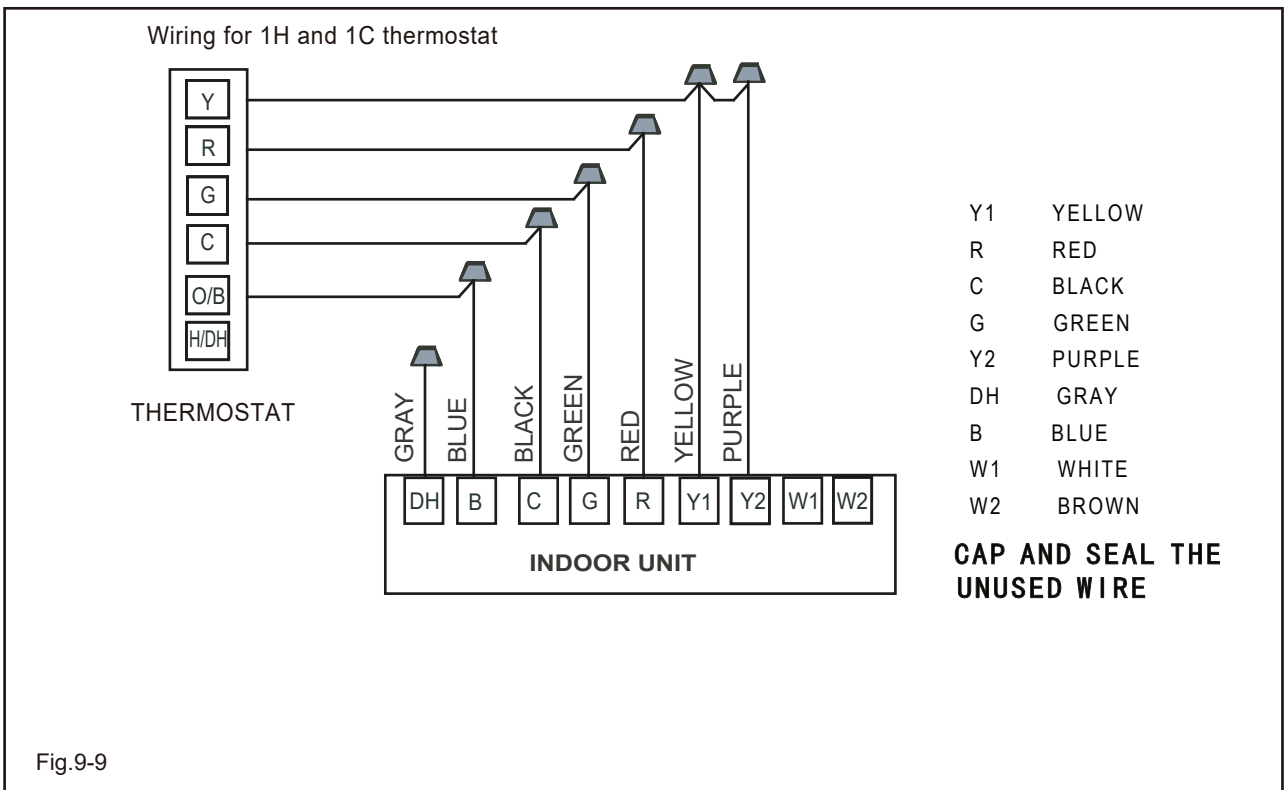 Wiring for 1H and 1C thermostat
Y
R
G
C
O/B
H/DH
THERMOSTAT
GRAY
BLUE
BLACK
GREEN
RED
YELLOW
PURPLE
DH B C G R Y1 Y2 W1 W2
INDOOR UNIT
Y1 YELLOW
R RED
C BLACK
G GREEN
Y2 PURPLE
DH GRAY
B BLUE
W1 WHITE
W2 BROWN
CAP AND SEAL THE
UNUSED WIRE
Fig.9-9